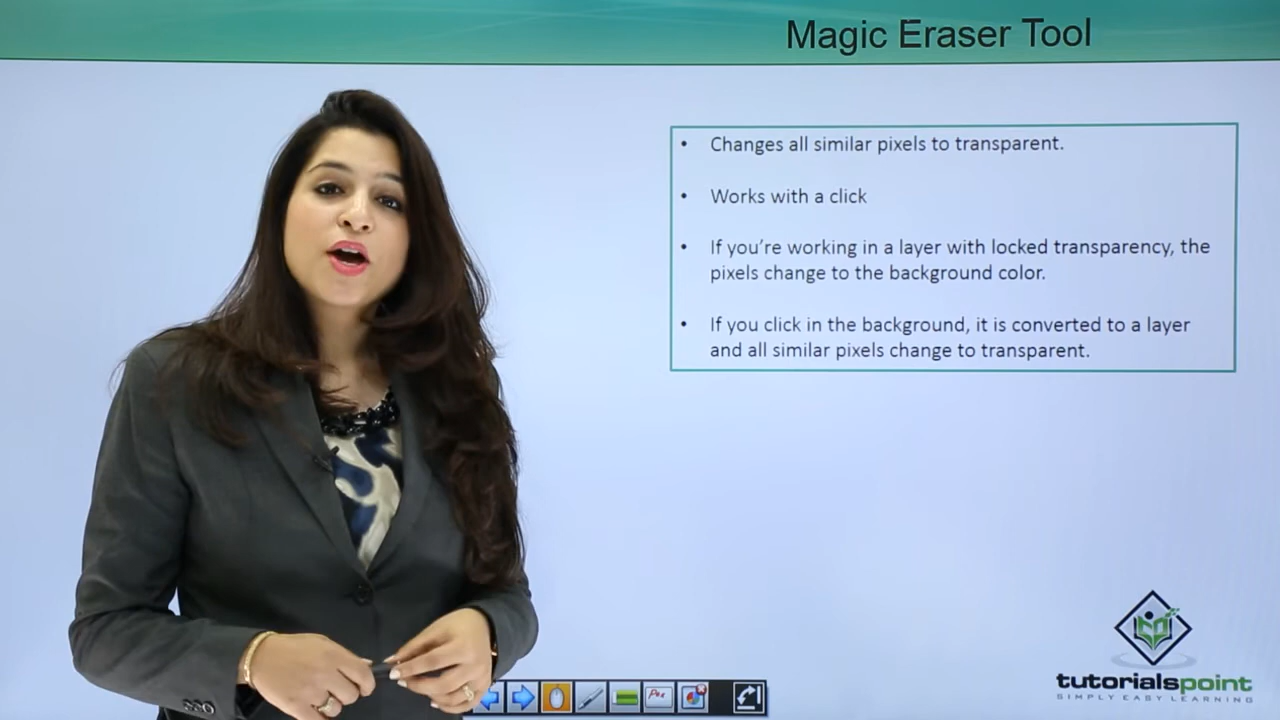 Magic Eraser Tool
• Changes all similar pixels to transparent.
• Works with a click
• If you're working in a layer with locked transparency, the
pixels change to the background color.
• If you click in the background, it is converted to a layer
and all similar pixels change to transparent.
Pen
tutorialspoint
SIMPLY EASY LEARNING